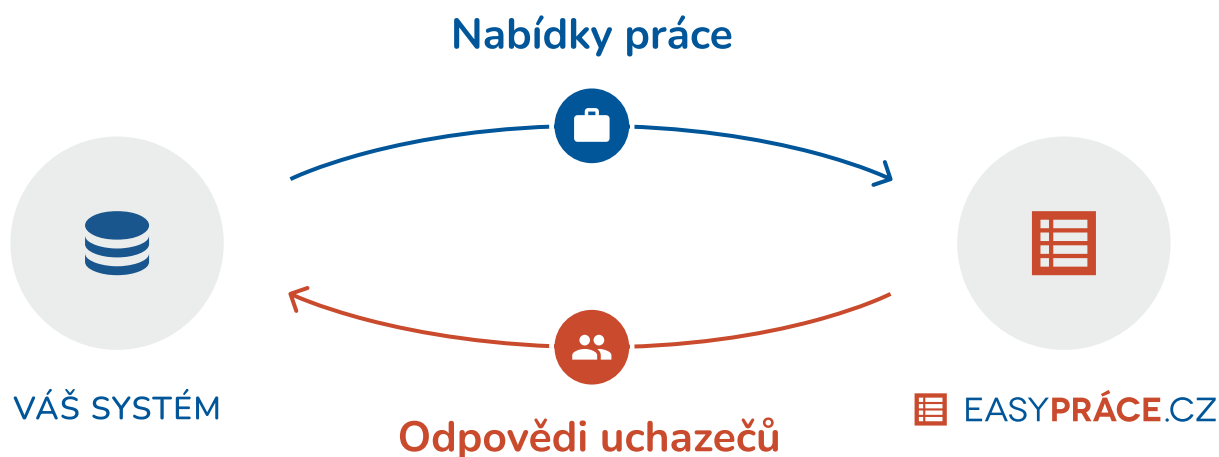 Nabídky práce
VÁŠ SYSTÉM
EASYPRÁCE.CZ
Odpovědi uchazečů